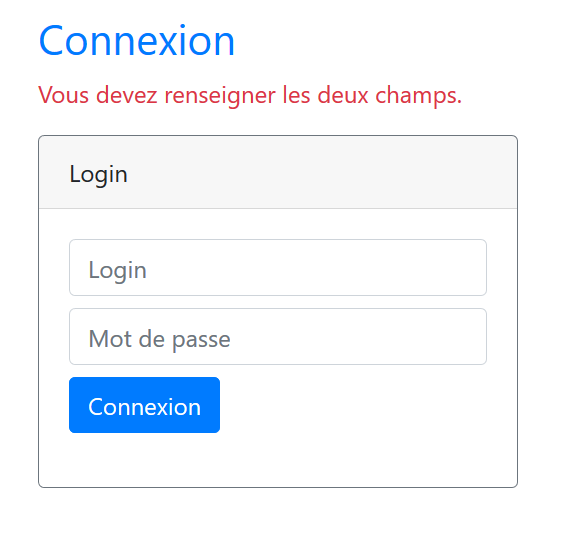 Connexion
Vous devez renseigner les deux champs.
Login
Login
Mot de passe
Connexion